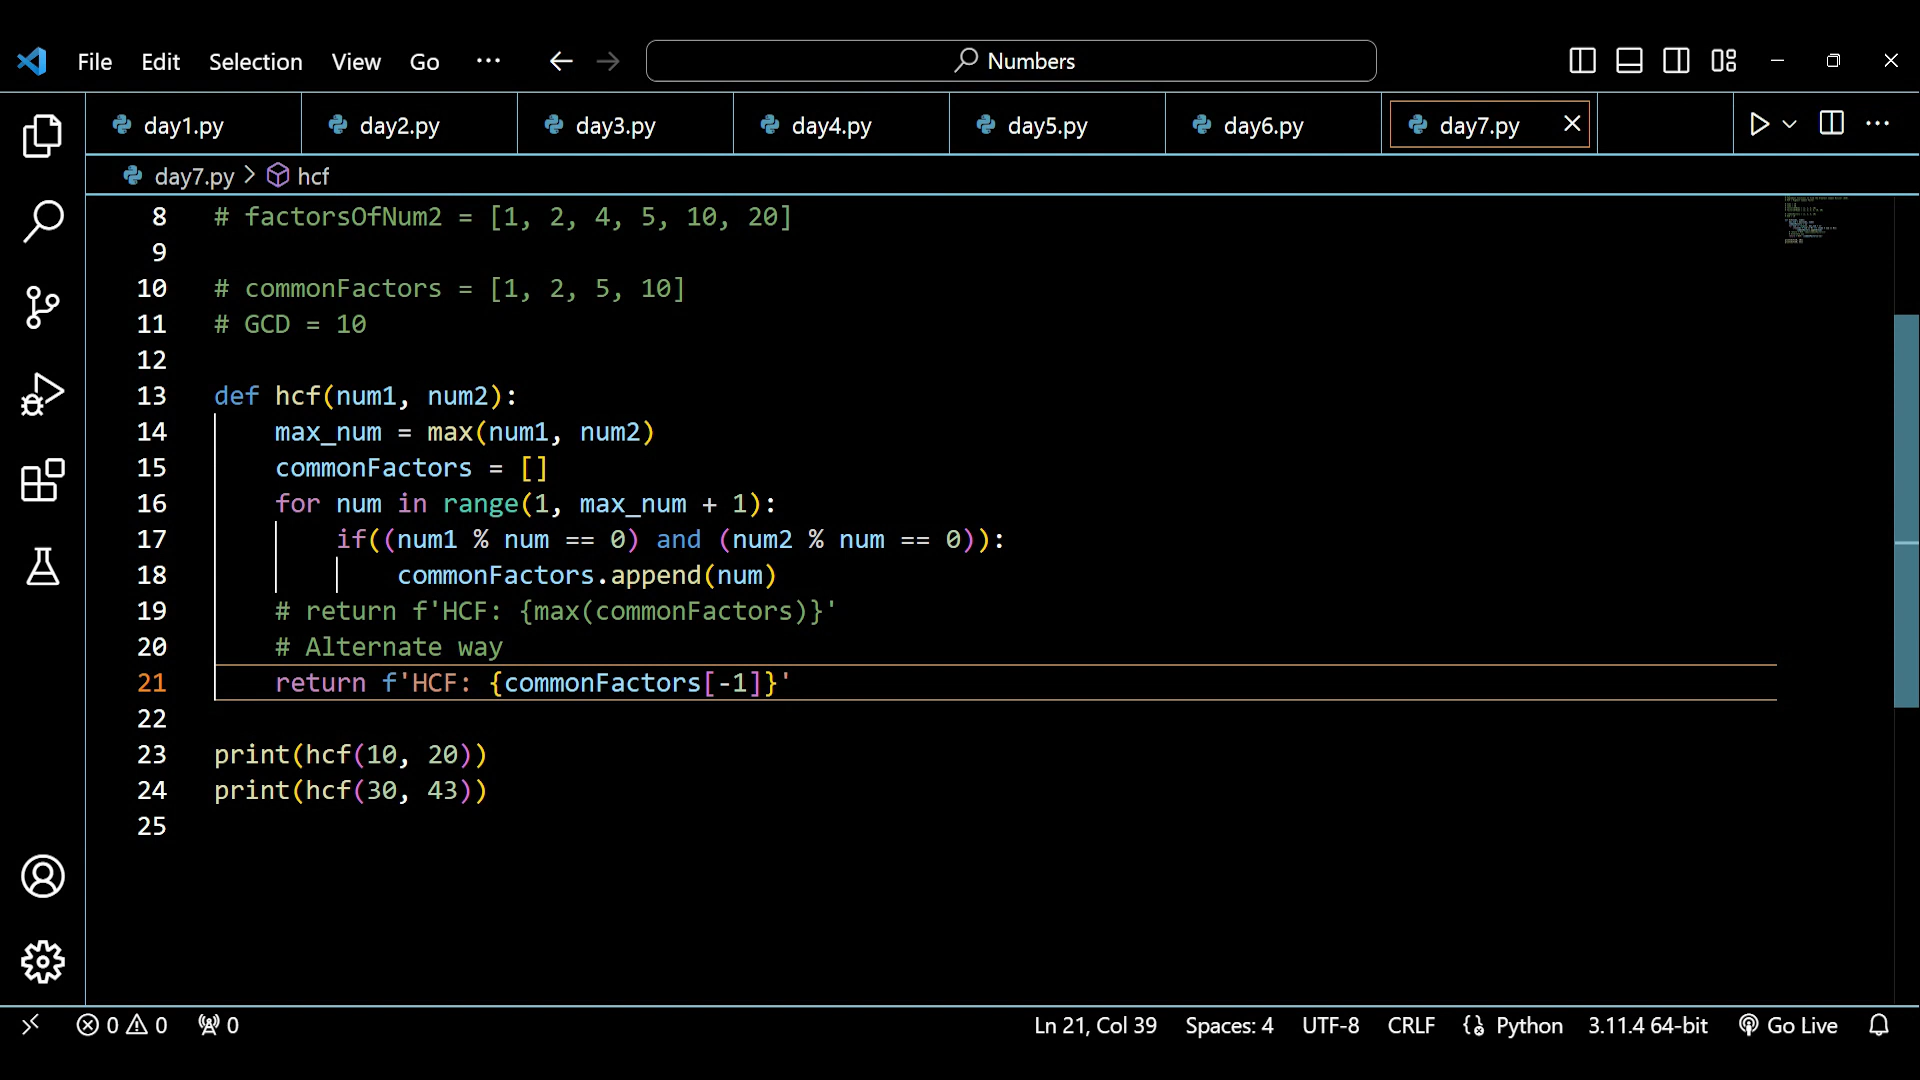 File Edit Selection View Go ··· Numbers
day1.py day2.py day3.py day4.py day5.py day6.py day7.py
day7.py > hcf
8 # factorsOfNum2 = [1, 2, 4, 5, 10, 20]
9
10 # commonFactors = [1, 2, 5, 10]
11 # GCD = 10
12
13 def hcf(num1, num2):
14     max_num = max(num1, num2)
15     commonFactors = []
16     for num in range(1, max_num + 1):
17         if((num1 % num == 0) and (num2 % num == 0)):
18             commonFactors.append(num)
19     # return f'HCF: {max(commonFactors)}'
20     # Alternate way
21     return f'HCF: {commonFactors[-1]}'
22
23 print(hcf(10, 20))
24 print(hcf(30, 43))
25
0 0 0 Ln 21, Col 39 Spaces: 4 UTF-8 CRLF Python 3.11.4 64-bit Go Live